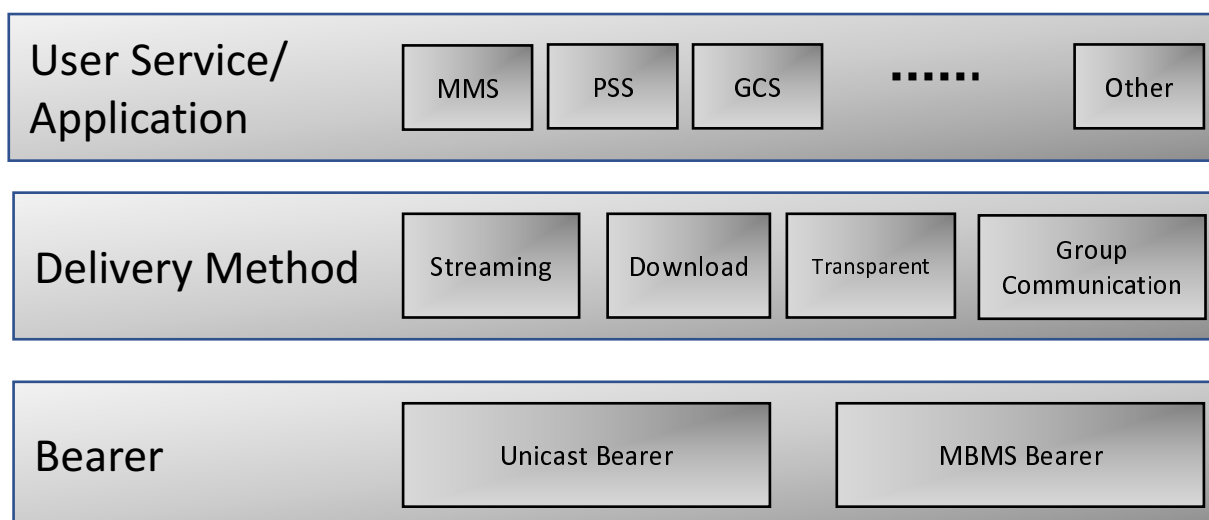 User Service/
Application
MMS
PSS
GCS
......
Other
Delivery Method
Streaming
Download
Transparent
Group
Communication
Bearer
Unicast Bearer
MBMS Bearer